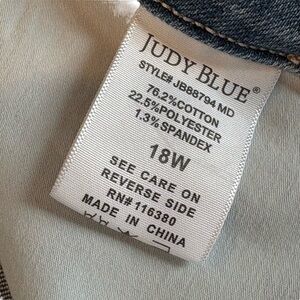 JUDY BLUE®
STYLE# JB88794 MD
76.2%COTTON
22.5%POLYESTER
1.3%SPANDEX
18W
SEE CARE ON
REVERSE SIDE
RN# 116380
MADE IN CHINA